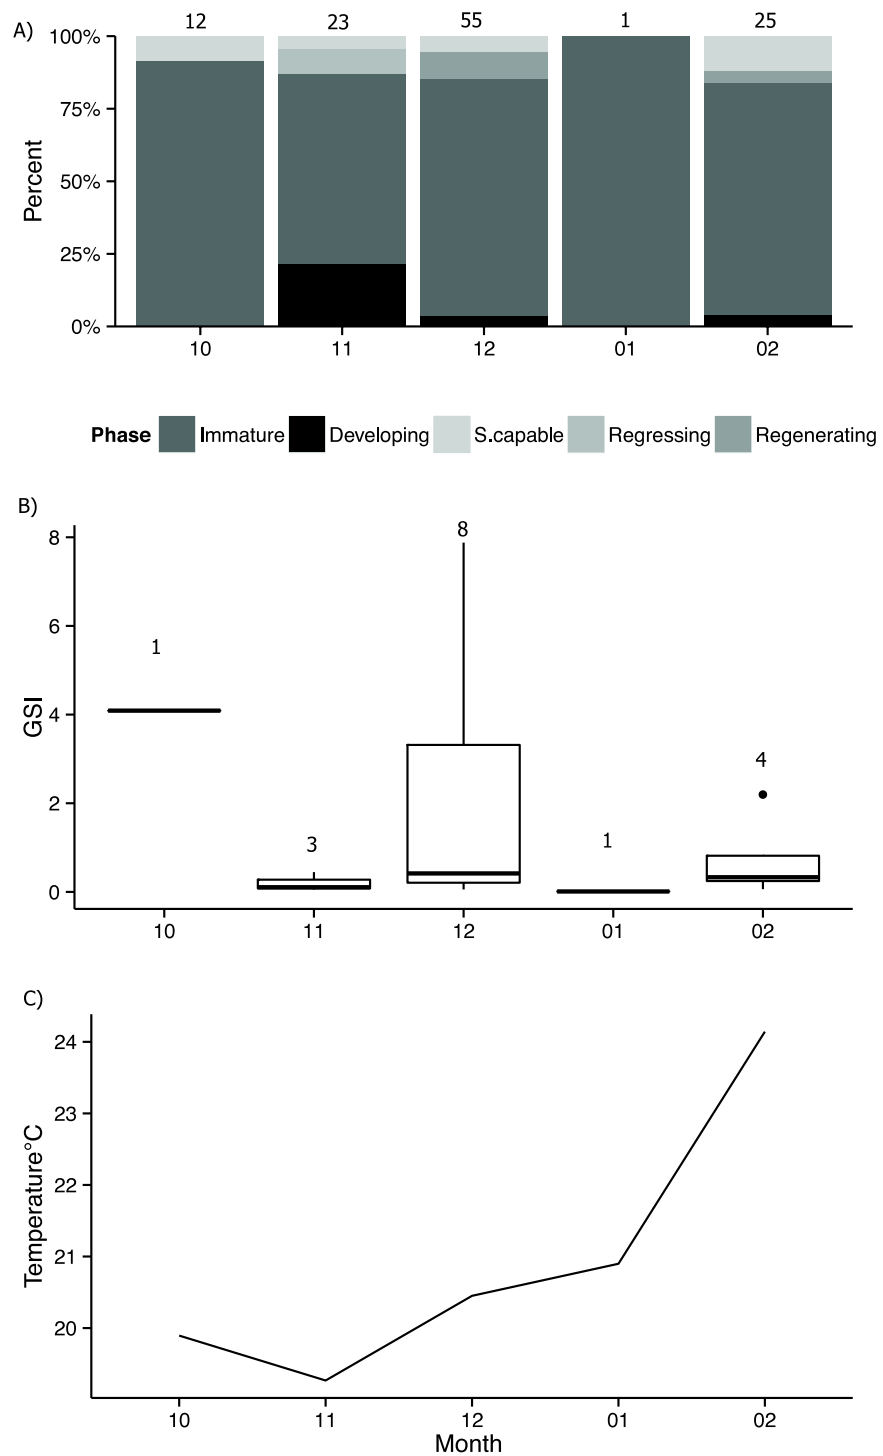 A)
12 23 55 1 25
100%
75%
50%
25%
0%
Percent
10 11 12 01 02
Phase Immature Developing S.capable Regressing Regenerating
B)
8
8
6
4
2
0
GSI
1
3
4
1
10 11 12 01 02
C)
24
23
22
21
20
Temperature°C
10 11 12 01 02
Month